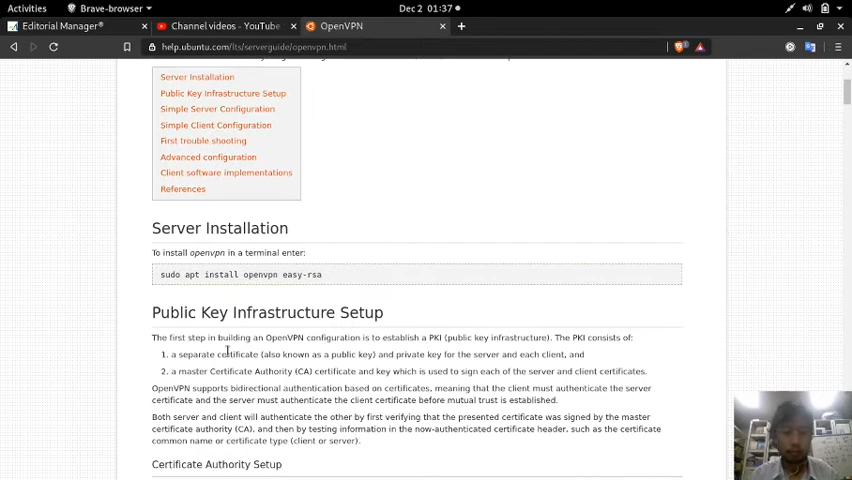 Activities Brave-browser Dec 2 01:37
Editorial Manager® Channel videos - YouTube OpenVPN
help.ubuntu.com/lts/serverguide/openvpn.html
Server Installation
Public Key Infrastructure Setup
Simple Server Configuration
Simple Client Configuration
First trouble shooting
Advanced configuration
Client software implementations
References
Server Installation
To install openvpn in a terminal enter:
sudo apt install openvpn easy-rsa
Public Key Infrastructure Setup
The first step in building an OpenVPN configuration is to establish a PKI (public key infrastructure). The PKI consists of:
1. a separate certificate (also known as a public key) and private key for the server and each client, and
2. a master Certificate Authority (CA) certificate and key which is used to sign each of the server and client certificates.
OpenVPN supports bidirectional authentication based on certificates, meaning that the client must authenticate the server
certificate and the server must authenticate the client certificate before mutual trust is established.
Both server and client will authenticate the other by first verifying that the presented certificate was signed by the master
certificate authority (CA), and then by testing information in the now-authenticated certificate header, such as the certificate
common name or certificate type (client or server).
Certificate Authority Setup